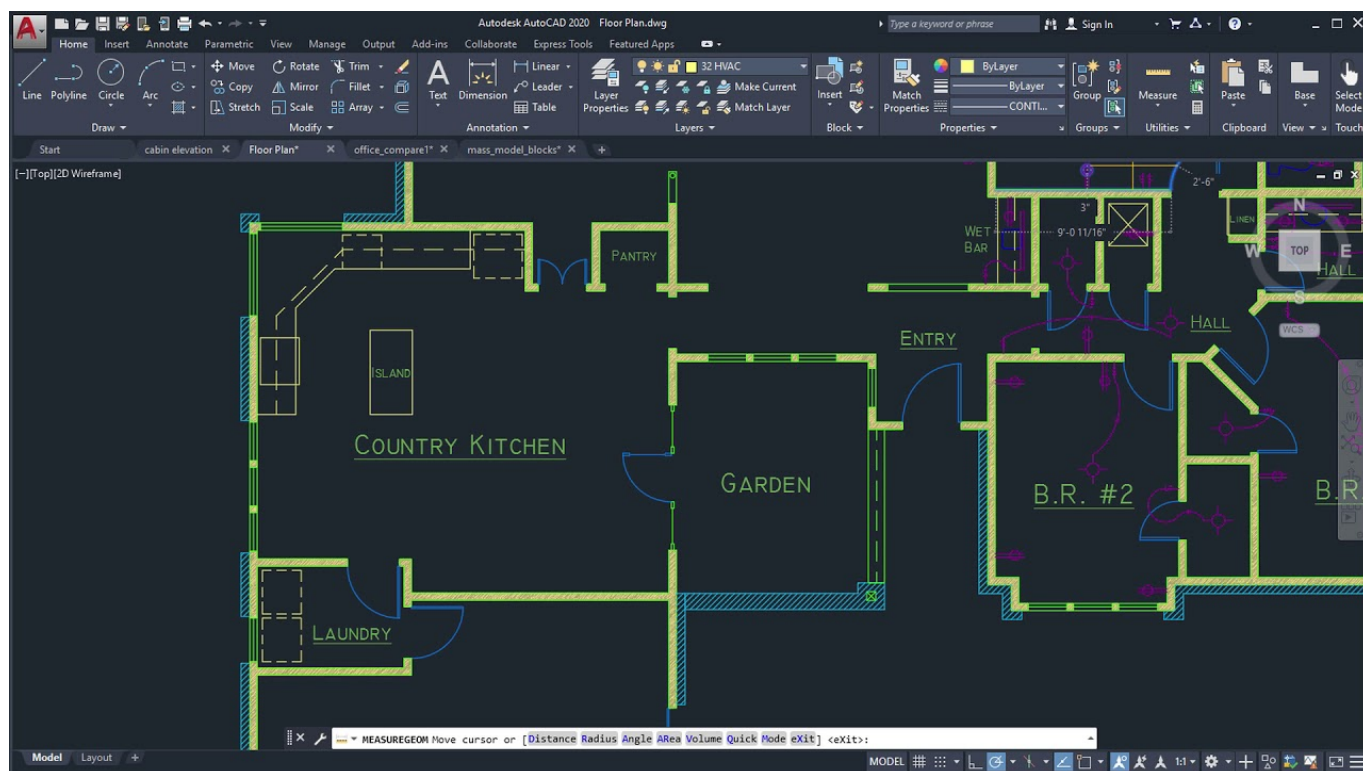 Autodesk AutoCAD 2020 Floor Plan.dwg
Type a keyword or phrase
Sign In
Home Insert Annotate Parametric View Manage Output Add-ins Collaborate Express Tools Featured Apps
Line Polyline Circle Arc
Draw
Move Rotate Trim
Copy Mirror Fillet
Stretch Scale Array
Modify
Text Dimension
Linear
Leader
Table
Annotation
Layer Properties
32 HVAC
Make Current
Match Layer
Layers
Insert
Block
Match Properties
ByLayer
ByLayer
CONTI...
Properties
Group
Groups
Measure
Utilities
Paste
Clipboard
Base
View
Select Mode
Touch
Start cabin elevation Floor Plan* office_compare1* mass_model_blocks*
[−][Top][2D Wireframe]
2'-6"
3"
9'-0 11/16"
WET
BAR
LINEN
N
W TOP E
S
WCS
HALL
PANTRY
HALL
ENTRY
ISLAND
COUNTRY KITCHEN
GARDEN
B.R. #2
B.R
LAUNDRY
MEASUREGEOM Move cursor or [Distance Radius Angle ARea Volume Quick Mode eXit] <eXit>:
Model Layout
MODEL
1:1